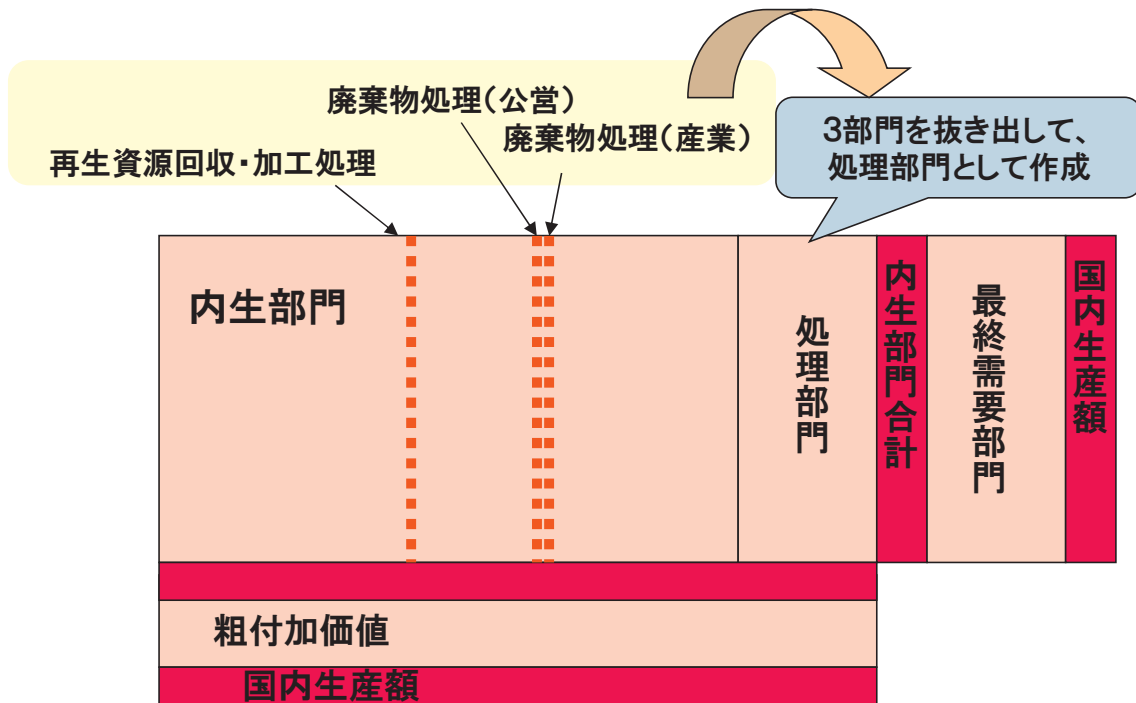 廃棄物処理（公営）
廃棄物処理（産業）
再生資源回収・加工処理
3部門を抜き出して、
処理部門として作成
内生部門
処理部門
内生部門合計
最終需要部門
国内生産額
粗付加価値
国内生産額